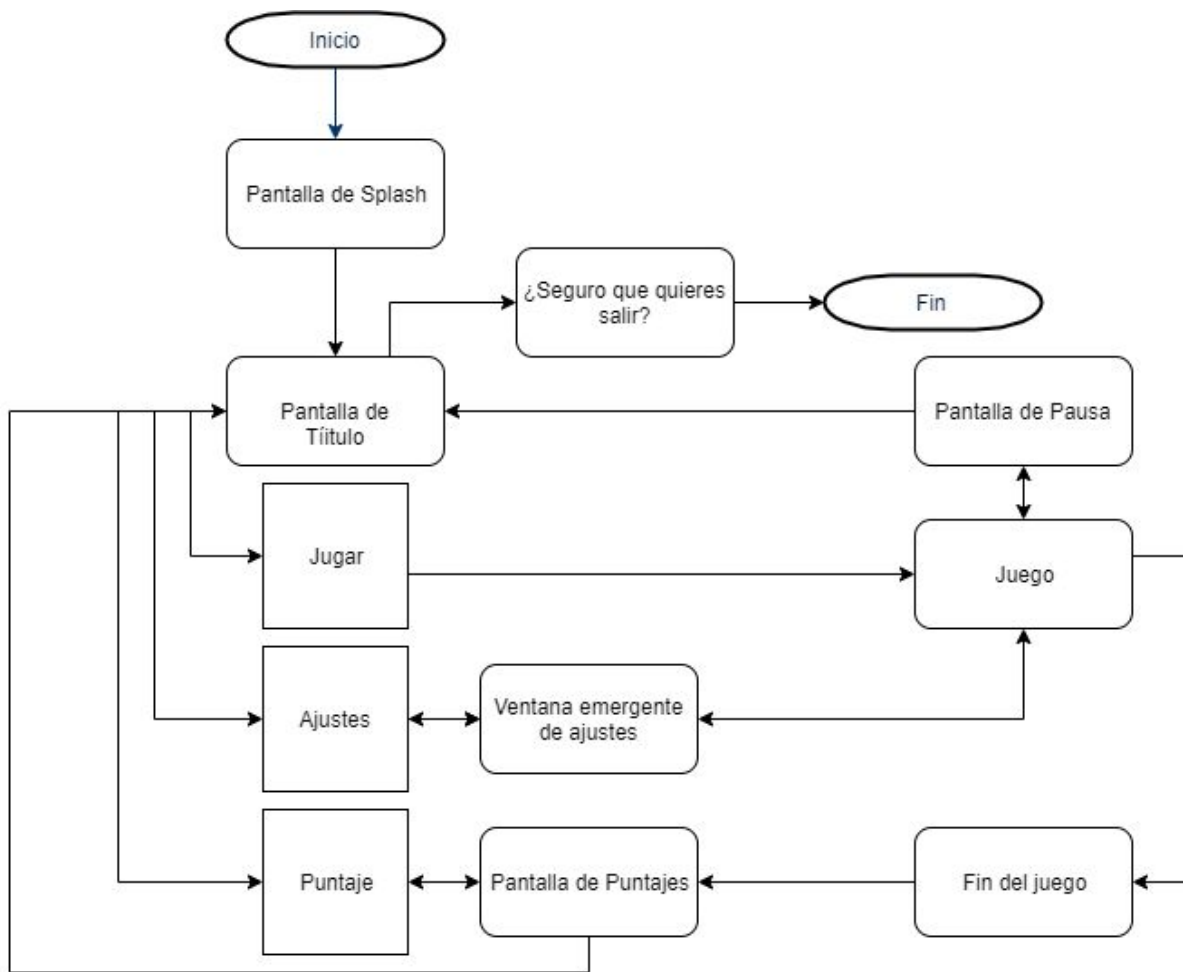 Inicio
Pantalla de Splash
¿Seguro que quieres
salir?
Fin
Pantalla de
Tíitulo
Pantalla de Pausa
Jugar
Juego
Ajustes
Ventana emergente
de ajustes
Puntaje
Pantalla de Puntajes
Fin del juego